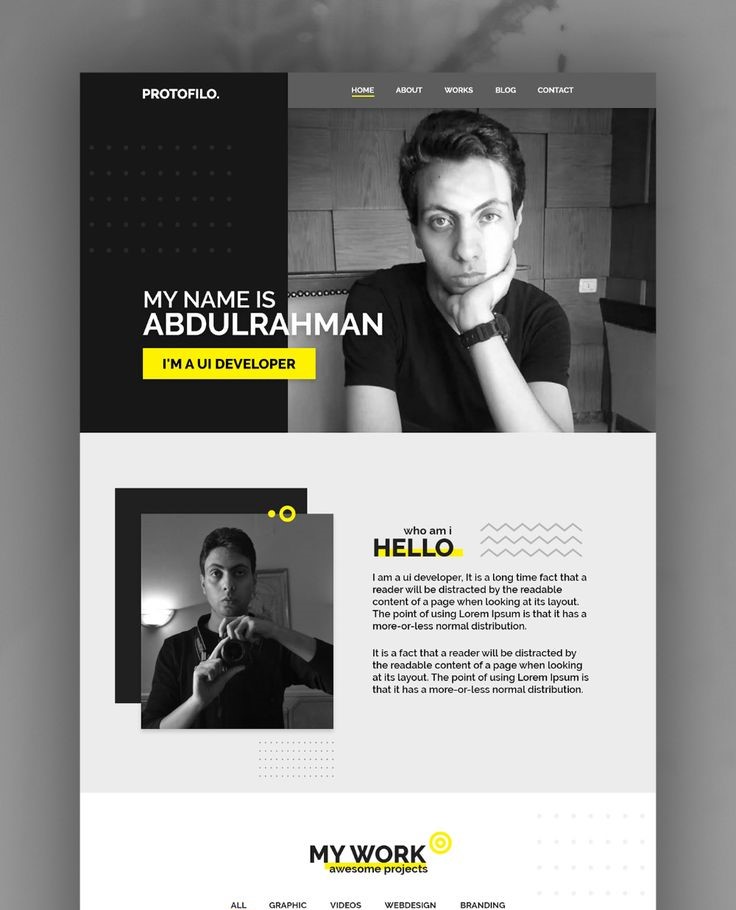 PROTOFILO.
HOME ABOUT WORKS BLOG CONTACT
MY NAME IS
ABDULRAHMAN
I'M A UI DEVELOPER
who am i
HELLO
I am a ui developer, It is a long time fact that a
reader will be distracted by the readable
content of a page when looking at its layout.
The point of using Lorem Ipsum is that it has a
more-or-less normal distribution.
It is a fact that a reader will be distracted by
the readable content of a page when looking
at its layout. The point of using Lorem Ipsum is
that it has a more-or-less normal distribution.
MY WORK
awesome projects
ALL GRAPHIC VIDEOS WEBDESIGN BRANDING